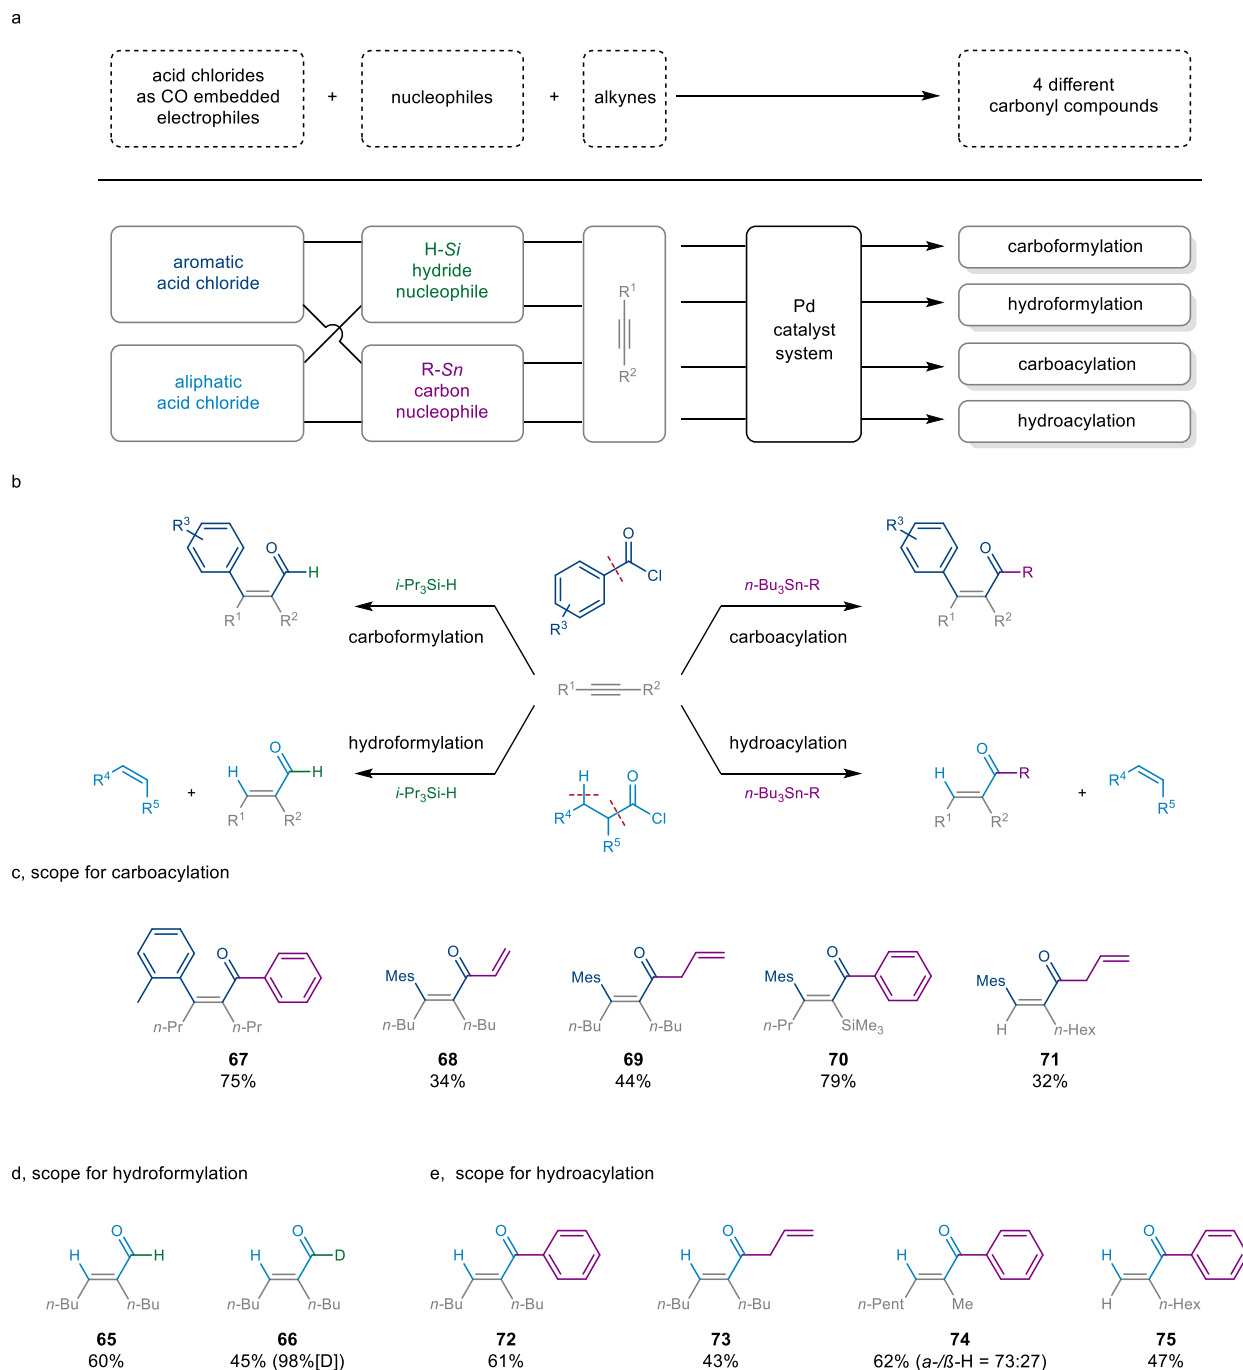 a
acid chlorides
as CO embedded
electrophiles
+
nucleophiles
+
alkynes
4 different
carbonyl compounds
aromatic
acid chloride
H-Si
hydride
nucleophile
aliphatic
acid chloride
R-Sn
carbon
nucleophile
R¹
R²
Pd
catalyst
system
carboformylation
hydroformylation
carboacylation
hydroacylation
b
R³
O
H
R¹
R²
i-Pr₃Si-H
carboformylation
O
Cl
R³
n-Bu₃Sn-R
carboacylation
R³
O
R
R¹
R²
R¹
R²
R⁴
R⁵
+
H
O
H
R¹
R²
hydroformylation
i-Pr₃Si-H
H
O
R⁴
Cl
R⁵
hydroacylation
n-Bu₃Sn-R
H
O
R
R¹
R²
+
R⁴
R⁵
c, scope for carboacylation
O
n-Pr
n-Pr
67
75%
Mes
O
n-Bu
n-Bu
68
34%
Mes
O
n-Bu
n-Bu
69
44%
Mes
O
n-Pr
SiMe₃
70
79%
Mes
O
H
n-Hex
71
32%
d, scope for hydroformylation
H
O
H
n-Bu
n-Bu
65
60%
H
O
D
n-Bu
n-Bu
66
45% (98%[D])
e, scope for hydroacylation
H
O
n-Bu
n-Bu
72
61%
H
O
n-Bu
n-Bu
73
43%
H
O
n-Pent
Me
74
62% (a-/ß-H = 73:27)
H
O
H
n-Hex
75
47%